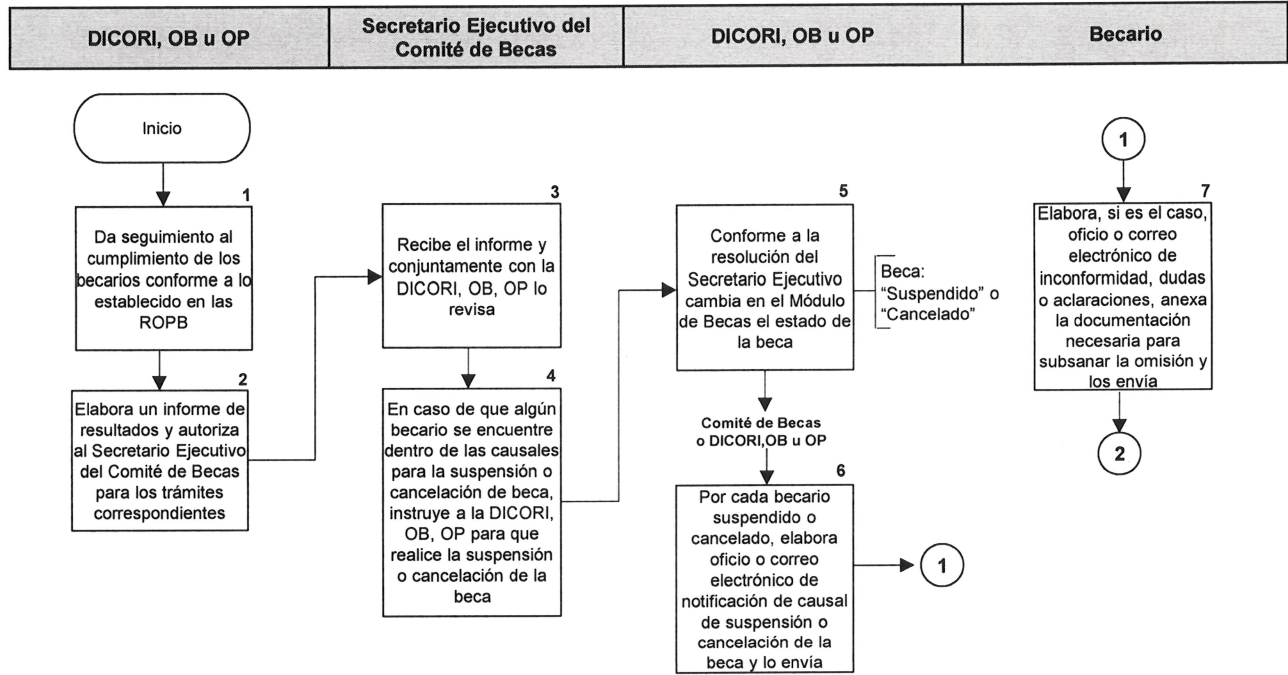 DICORI, OB u OP
Secretario Ejecutivo del
Comité de Becas
DICORI, OB u OP
Becario
Inicio
1
Da seguimiento al
cumplimiento de los
becarios conforme a lo
establecido en las
ROPB
2
Elabora un informe de
resultados y autoriza
al Secretario Ejecutivo
del Comité de Becas
para los trámites
correspondientes
3
Recibe el informe y
conjuntamente con la
DICORI, OB, OP lo
revisa
4
En caso de que algún
becario se encuentre
dentro de las causales
para la suspensión o
cancelación de beca,
instruye a la DICORI,
OB, OP para que
realice la suspensión
o cancelación de la
beca
5
Conforme a la
resolución del
Secretario Ejecutivo
cambia en el Módulo
de Becas el estado de
la beca
Beca:
“Suspendido” o
“Cancelado”
Comité de Becas
o DICORI,OB u OP
6
Por cada becario
suspendido o
cancelado, elabora
oficio o correo
electrónico de
notificación de causal
de suspensión o
cancelación de la
beca y lo envía
1
1
7
Elabora, si es el caso,
oficio o correo
electrónico de
inconformidad, dudas
o aclaraciones, anexa
la documentación
necesaria para
subsanar la omisión y
los envía
2